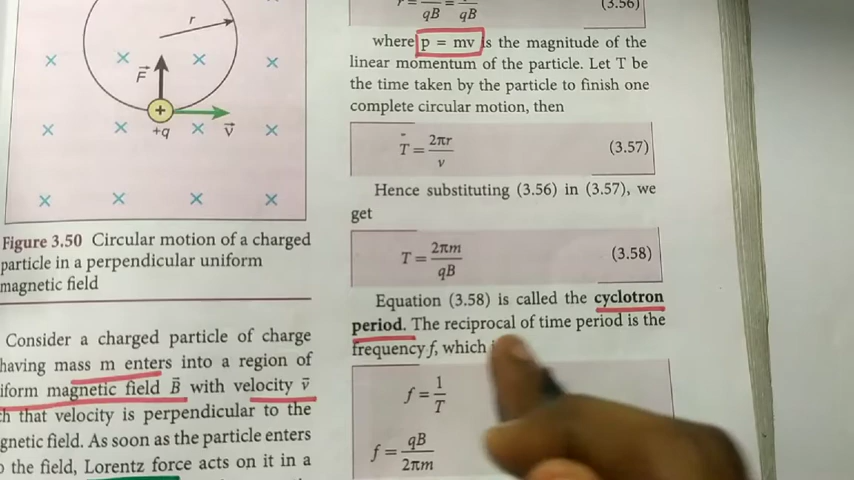 r
F⃗
+
+q
v⃗
Figure 3.50 Circular motion of a charged
particle in a perpendicular uniform
magnetic field
Consider a charged particle of charge
having mass m enters into a region of
iform magnetic field B⃗ with velocity v⃗
h that velocity is perpendicular to the
gnetic field. As soon as the particle enters
o the field, Lorentz force acts on it in a
qB qB
(3.56)
where p = mv is the magnitude of the
linear momentum of the particle. Let T be
the time taken by the particle to finish one
complete circular motion, then
T = 2πr/v (3.57)
Hence substituting (3.56) in (3.57), we
get
T = 2πm/qB (3.58)
Equation (3.58) is called the cyclotron
period. The reciprocal of time period is the
frequency f, which
f = 1/T
f = qB/2πm